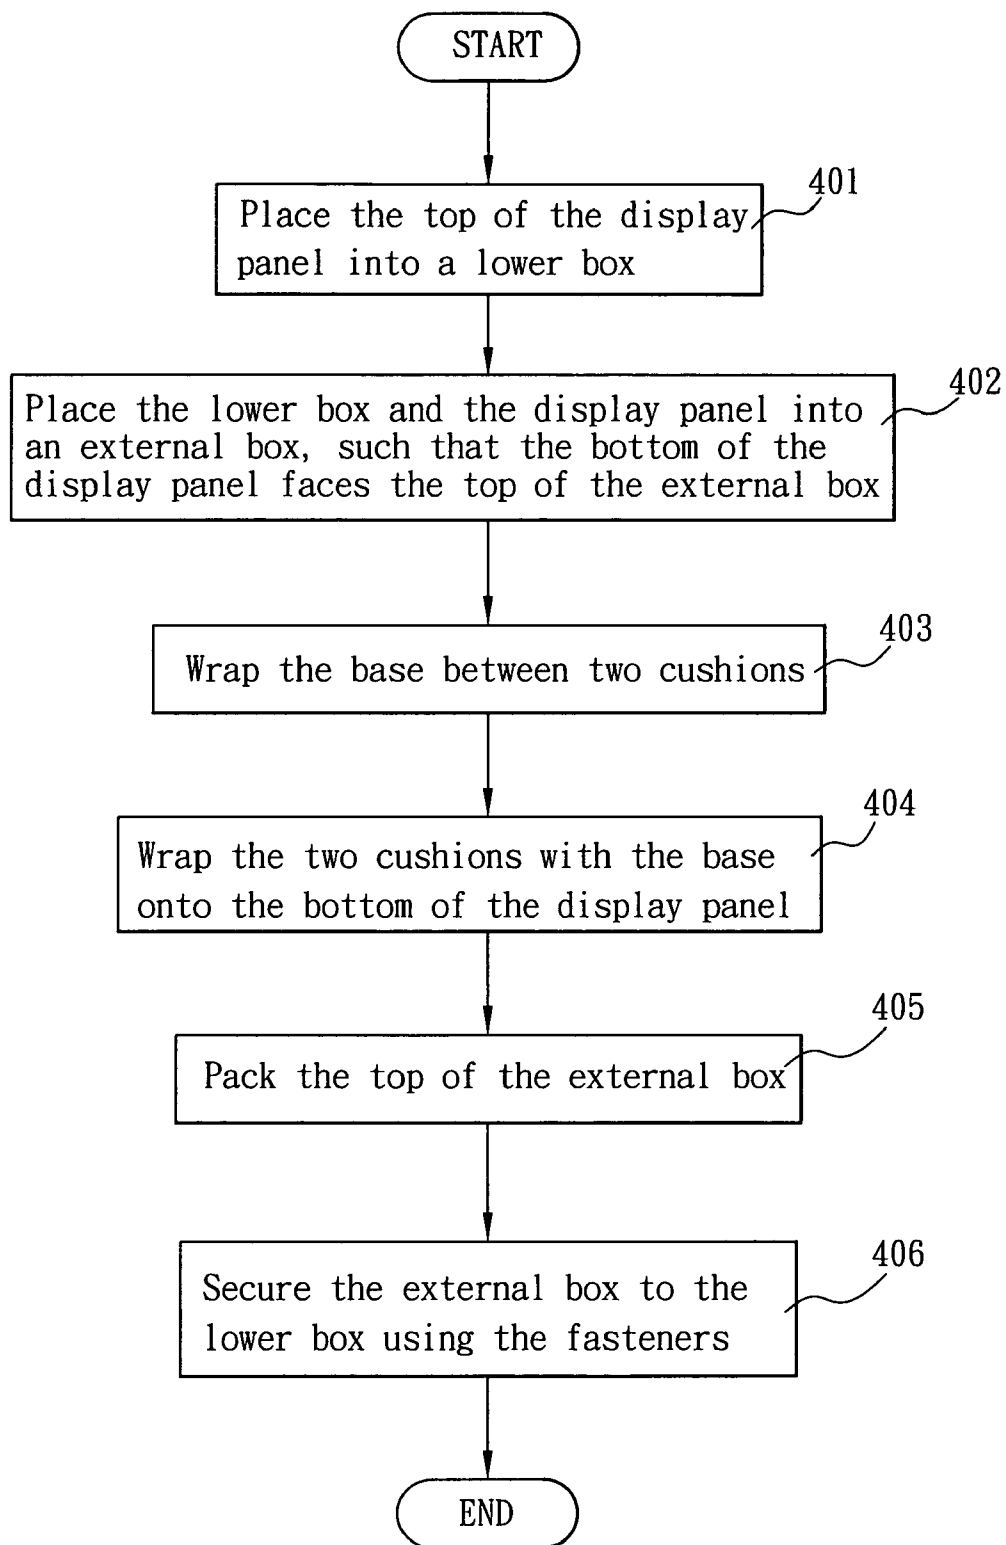 START
401
Place the top of the display
panel into a lower box
402
Place the lower box and the display panel into
an external box, such that the bottom of the
display panel faces the top of the external box
403
Wrap the base between two cushions
404
Wrap the two cushions with the base
onto the bottom of the display panel
405
Pack the top of the external box
406
Secure the external box to the
lower box using the fasteners
END